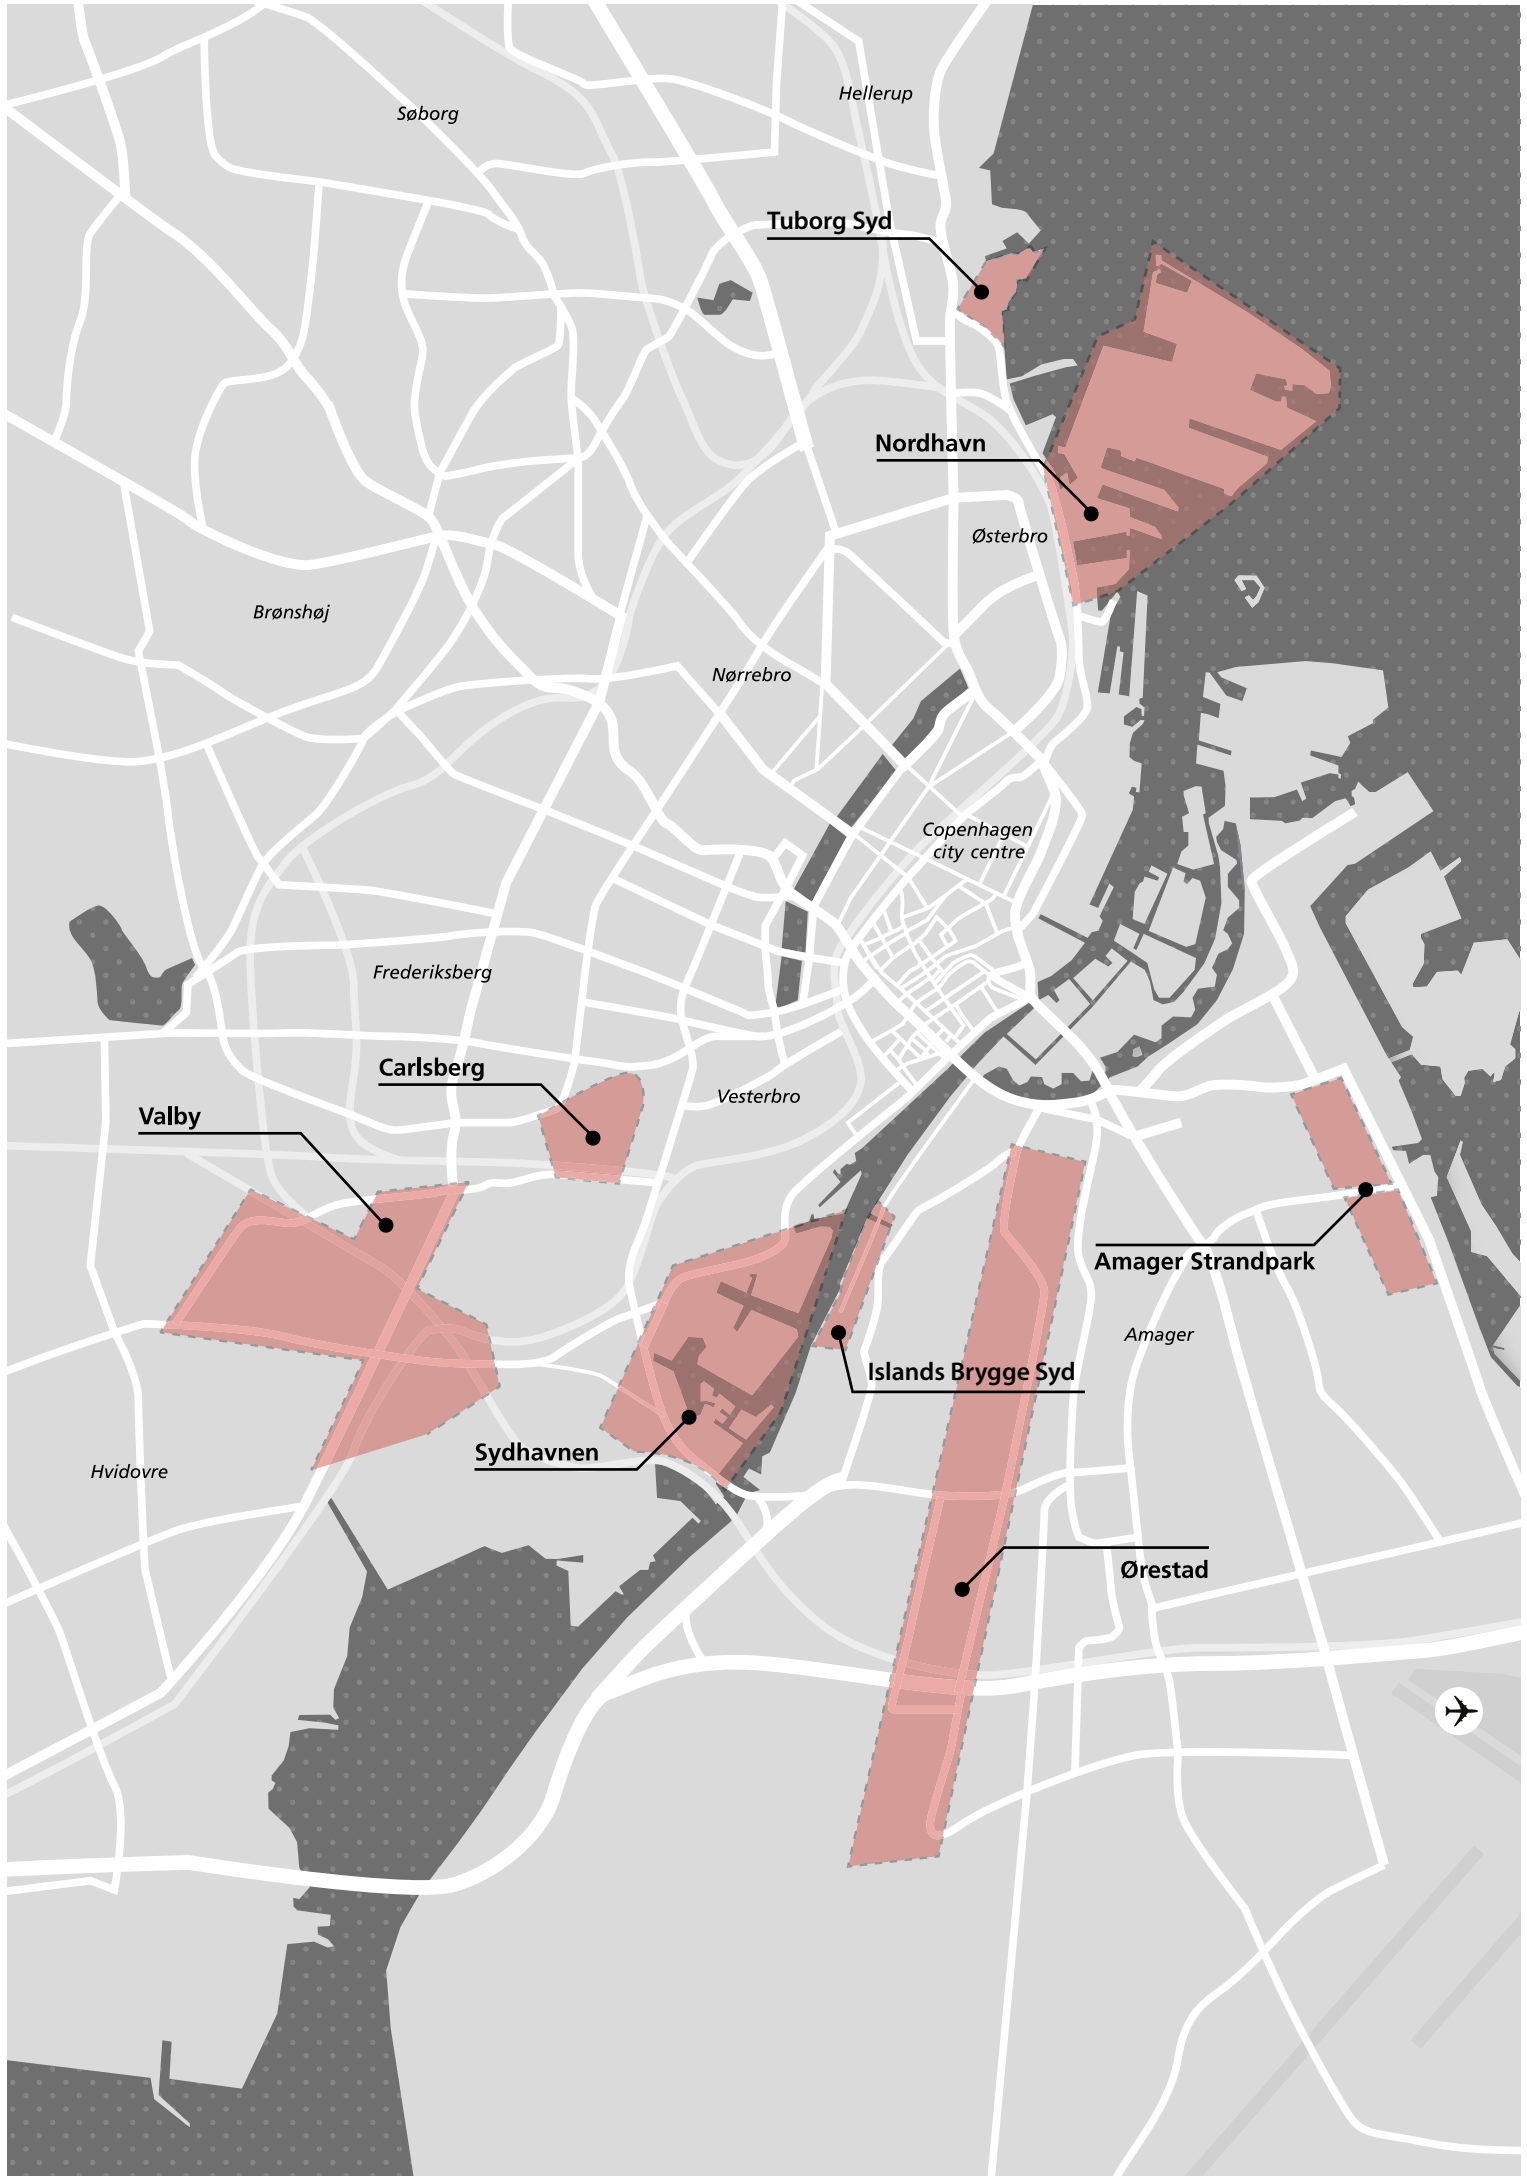 Hellerup
Søborg
Tuborg Syd
Nordhavn
Østerbro
Brønshøj
Nørrebro
Copenhagen
city centre
Frederiksberg
Carlsberg
Vesterbro
Valby
Amager Strandpark
Amager
Islands Brygge Syd
Sydhavnen
Hvidovre
Ørestad